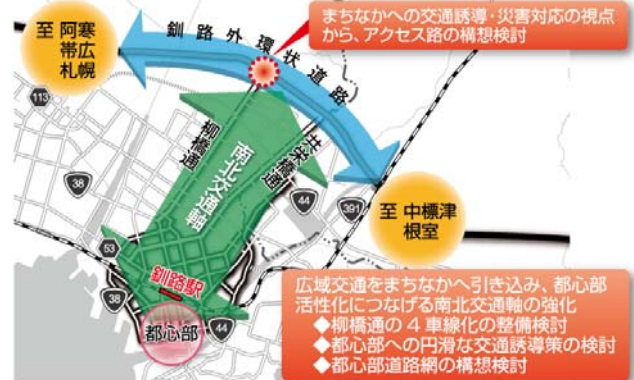 まちなかへの交通誘導・災害対応の視点
から、アクセス路の構想検討
至 阿寒
帯広
札幌
釧路外環状道路
113
柳橋通
共栄橋通
南北交通軸
38
44
391
至 中標津
根室
53
釧路駅
38
都心部
44
広域交通をまちなかへ引き込み、都心部
活性化につなげる南北交通軸の強化
◆柳橋通の４車線化の整備検討
◆都心部への円滑な交通誘導策の検討
◆都心部道路網の構想検討